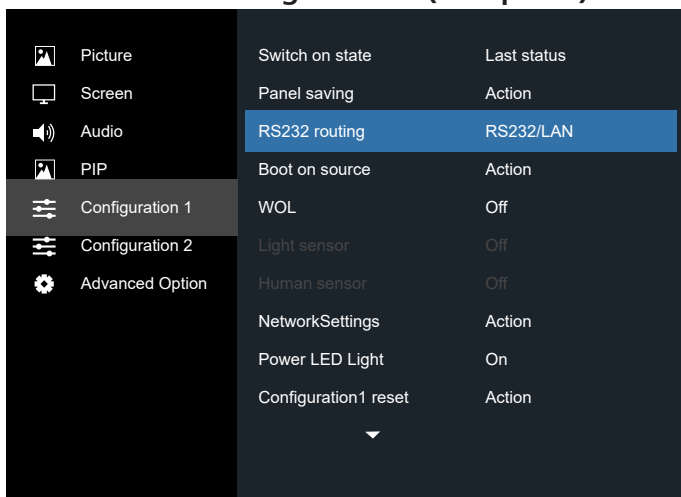 Picture
Screen
Audio
PIP
Configuration 1
Configuration 2
Advanced Option
Switch on state Last status
Panel saving Action
RS232 routing RS232/LAN
Boot on source Action
WOL Off
Light sensor Off
Human sensor Off
NetworkSettings Action
Power LED Light On
Configuration1 reset Action